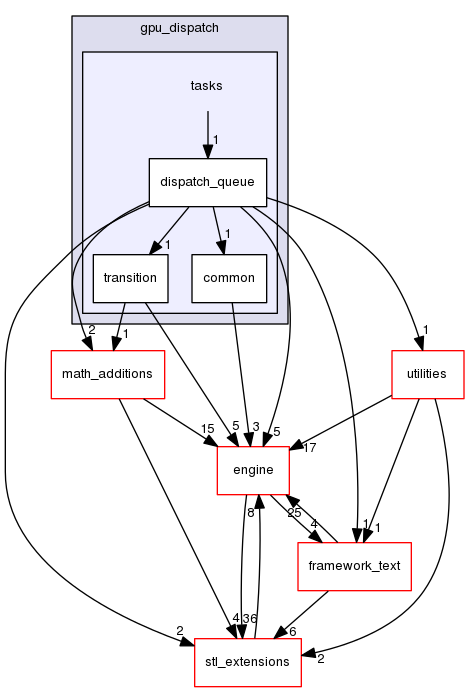 gpu_dispatch
tasks
1
dispatch_queue
1
1
transition
common
2
1
1
math_additions
utilities
15
5
3
5
17
engine
8
25
4
1
1
framework_text
4
36
6
2
2
stl_extensions